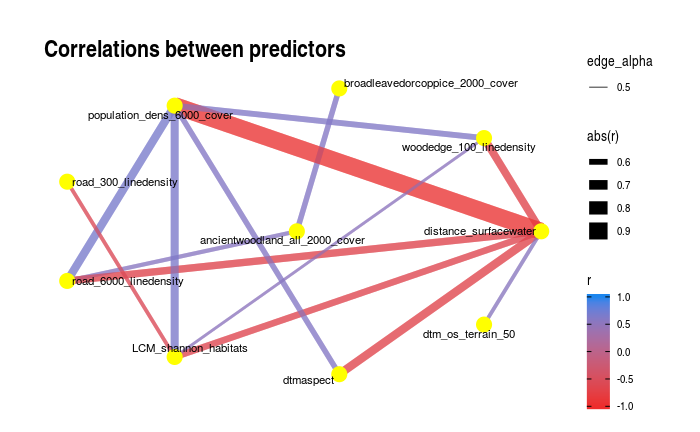 Correlations between predictors
edge_alpha
0.5
broadleavedorcoppice_2000_cover
population_dens_6000_cover
woodedge_100_linedensity
abs(r)
0.6
0.7
0.8
0.9
road_300_linedensity
distance_surfacewater
ancientwoodland_all_2000_cover
road_6000_linedensity
r
1.0
0.5
0.0
-0.5
-1.0
dtm_os_terrain_50
LCM_shannon_habitats
dtmaspect